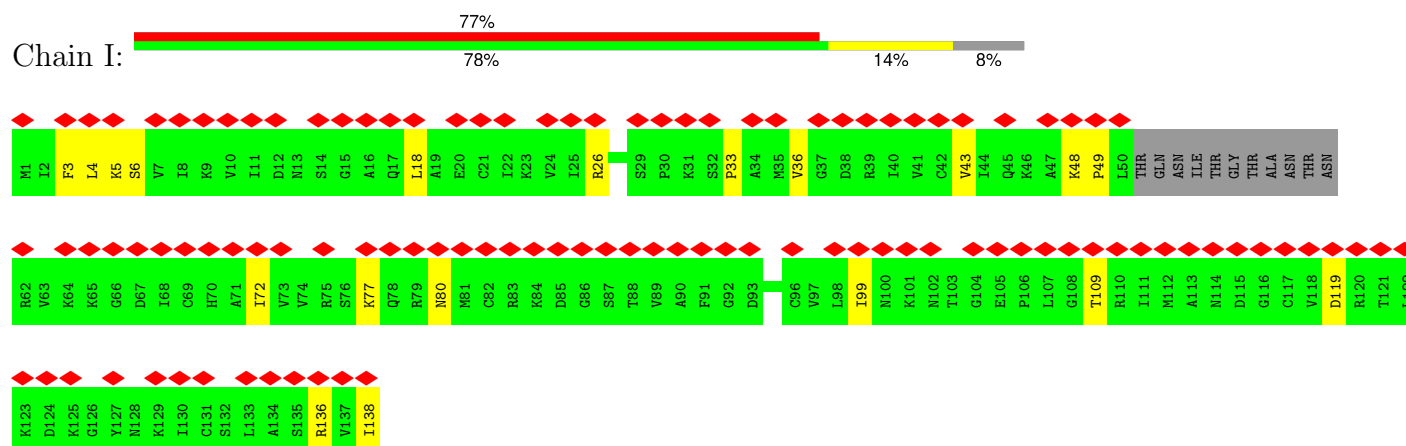 77%
Chain I:
78% 14% 8%
M1 I2 F3 L4 K5 S6 V7 I8 K9 V10 I11 D12 N13 S14 G15 A16 Q17 L18 A19 E20 C21 I22 K23 V24 I25 R26 S29 P30 K31 S32 P33 A34 M35 V36 G37 D38 R39 I40 V41 C42 V43 I44 Q45 K46 A47 K48 P49 L50 THR GLN ASN ILE THR GLY THR ALA ASN THR ASN
R62 V63 K64 K65 G66 D67 I68 C69 H70 A71 I72 V73 V74 R75 S76 K77 Q78 R79 N80 M81 C82 R83 K84 D85 G86 S87 T88 V89 A90 F91 G92 D93 C96 V97 L98 I99 N100 K101 N102 T103 G104 E105 P106 L107 G108 T109 R110 I111 M112 A113 N114 D115 G116 C117 V118 D119 R120 T121
K123 D124 K125 G126 Y127 N128 K129 I130 C131 S132 L133 A134 S135 R136 V137 I138